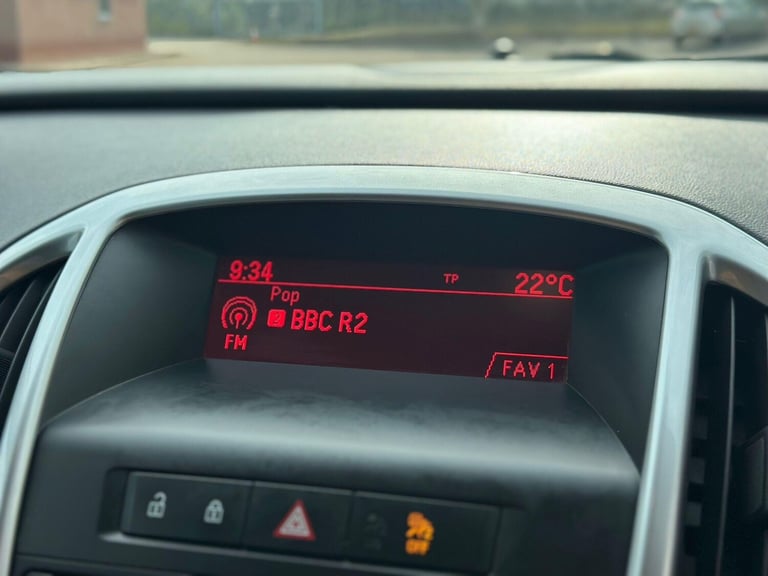 9:34 TP 22°C
Pop
BBC R2
FM
FAV 1
OFF